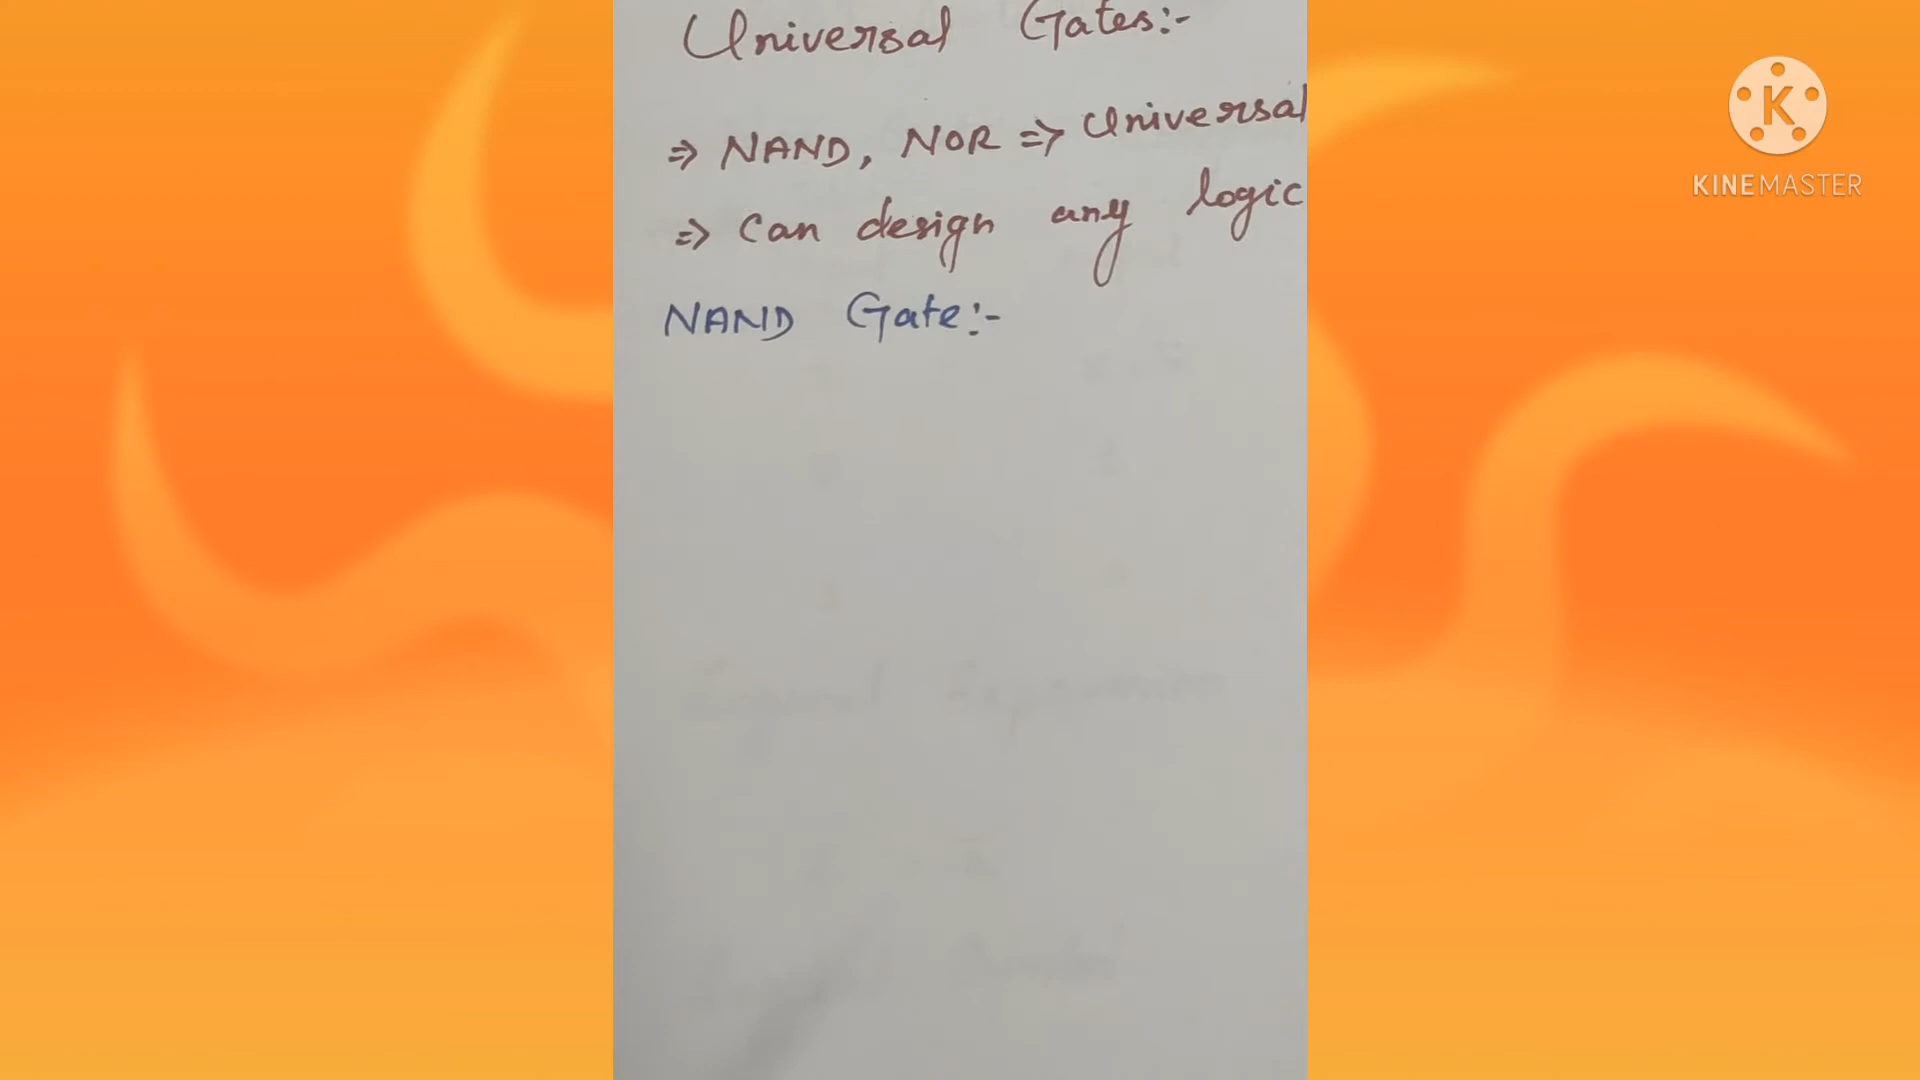 Universal Gates:-
⇒ NAND, NOR ⇒ Universal
⇒ Can design any logic
NAND Gate:-
K
KINEMASTER